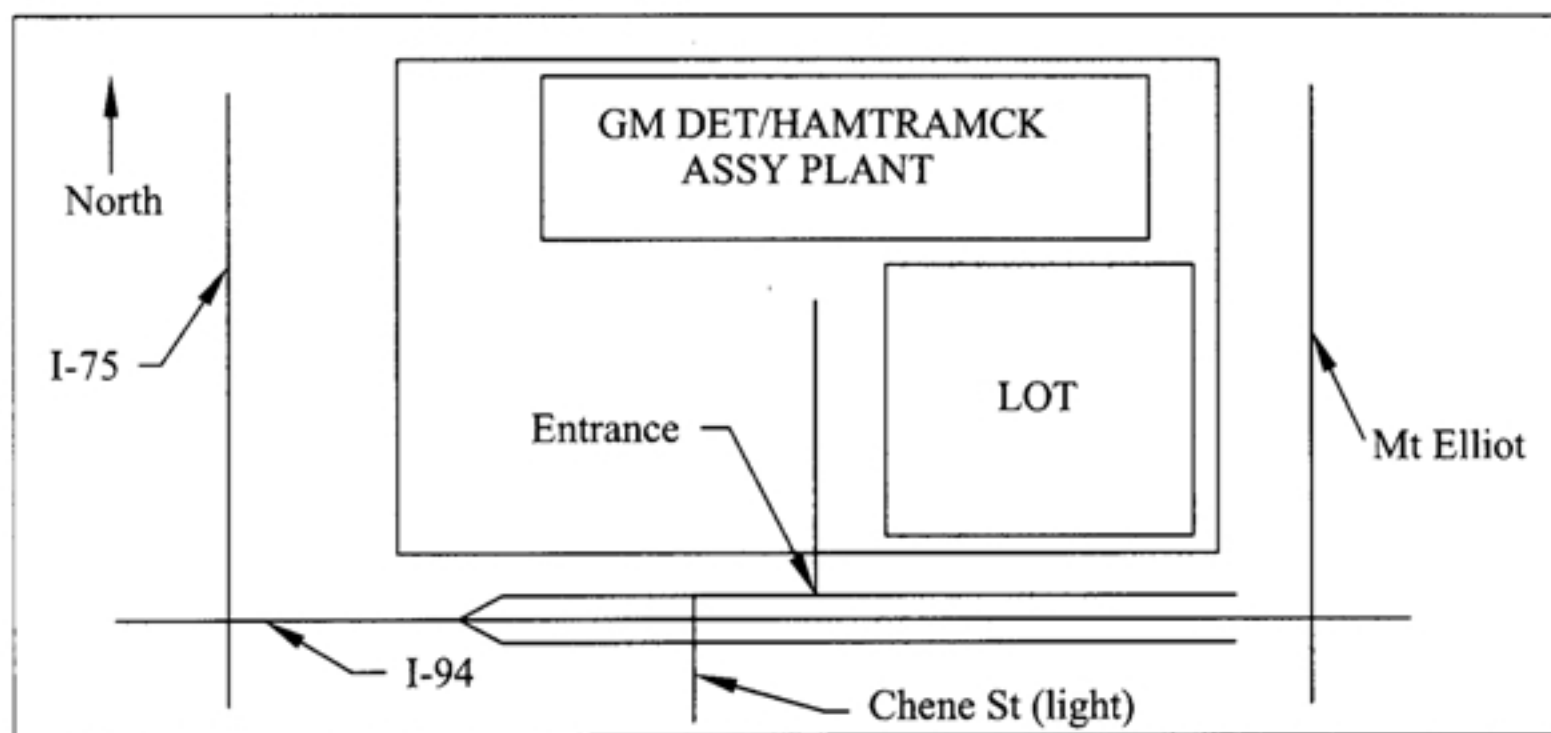 GM DET/HAMTRAMCK
ASSY PLANT
North
I-75
LOT
Entrance
Mt Elliot
I-94
Chene St (light)